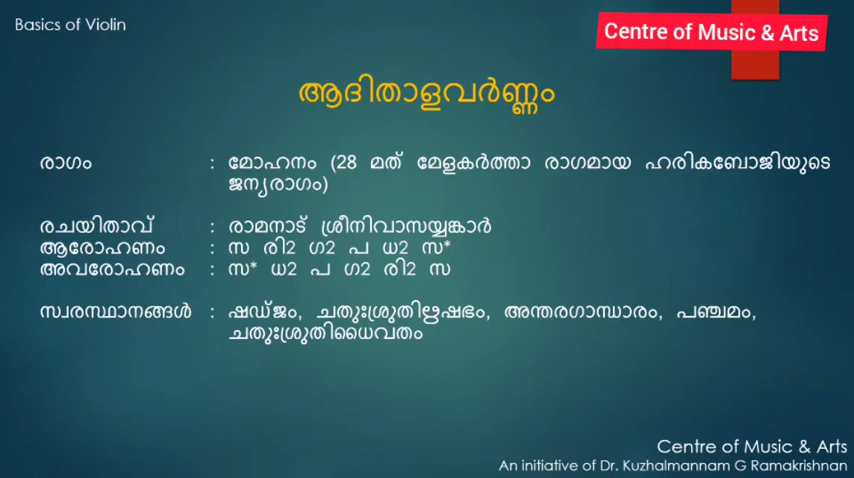 Basics of Violin
Centre of Music & Arts
ആദിതാളവർണ്ണം
രാഗം : മോഹനം (28 മത് മേളകർത്താ രാഗമായ ഹരികബോജിയുടെ
ജന്യരാഗം)
രചയിതാവ് : രാമനാട് ശ്രീനിവാസയ്യങ്കാർ
ആരോഹണം : സ രി2 ഗ2 പ ധ2 സ*
അവരോഹണം : സ* ധ2 പ ഗ2 രി2 സ
സ്വരസ്ഥാനങ്ങൾ : ഷഡ്ജം, ചതുഃശ്രുതിഋഷഭം, അന്തരഗാന്ധാരം, പഞ്ചമം,
ചതുഃശ്രുതിധൈവതം
Centre of Music & Arts
An initiative of Dr. Kuzhalmannam G Ramakrishnan